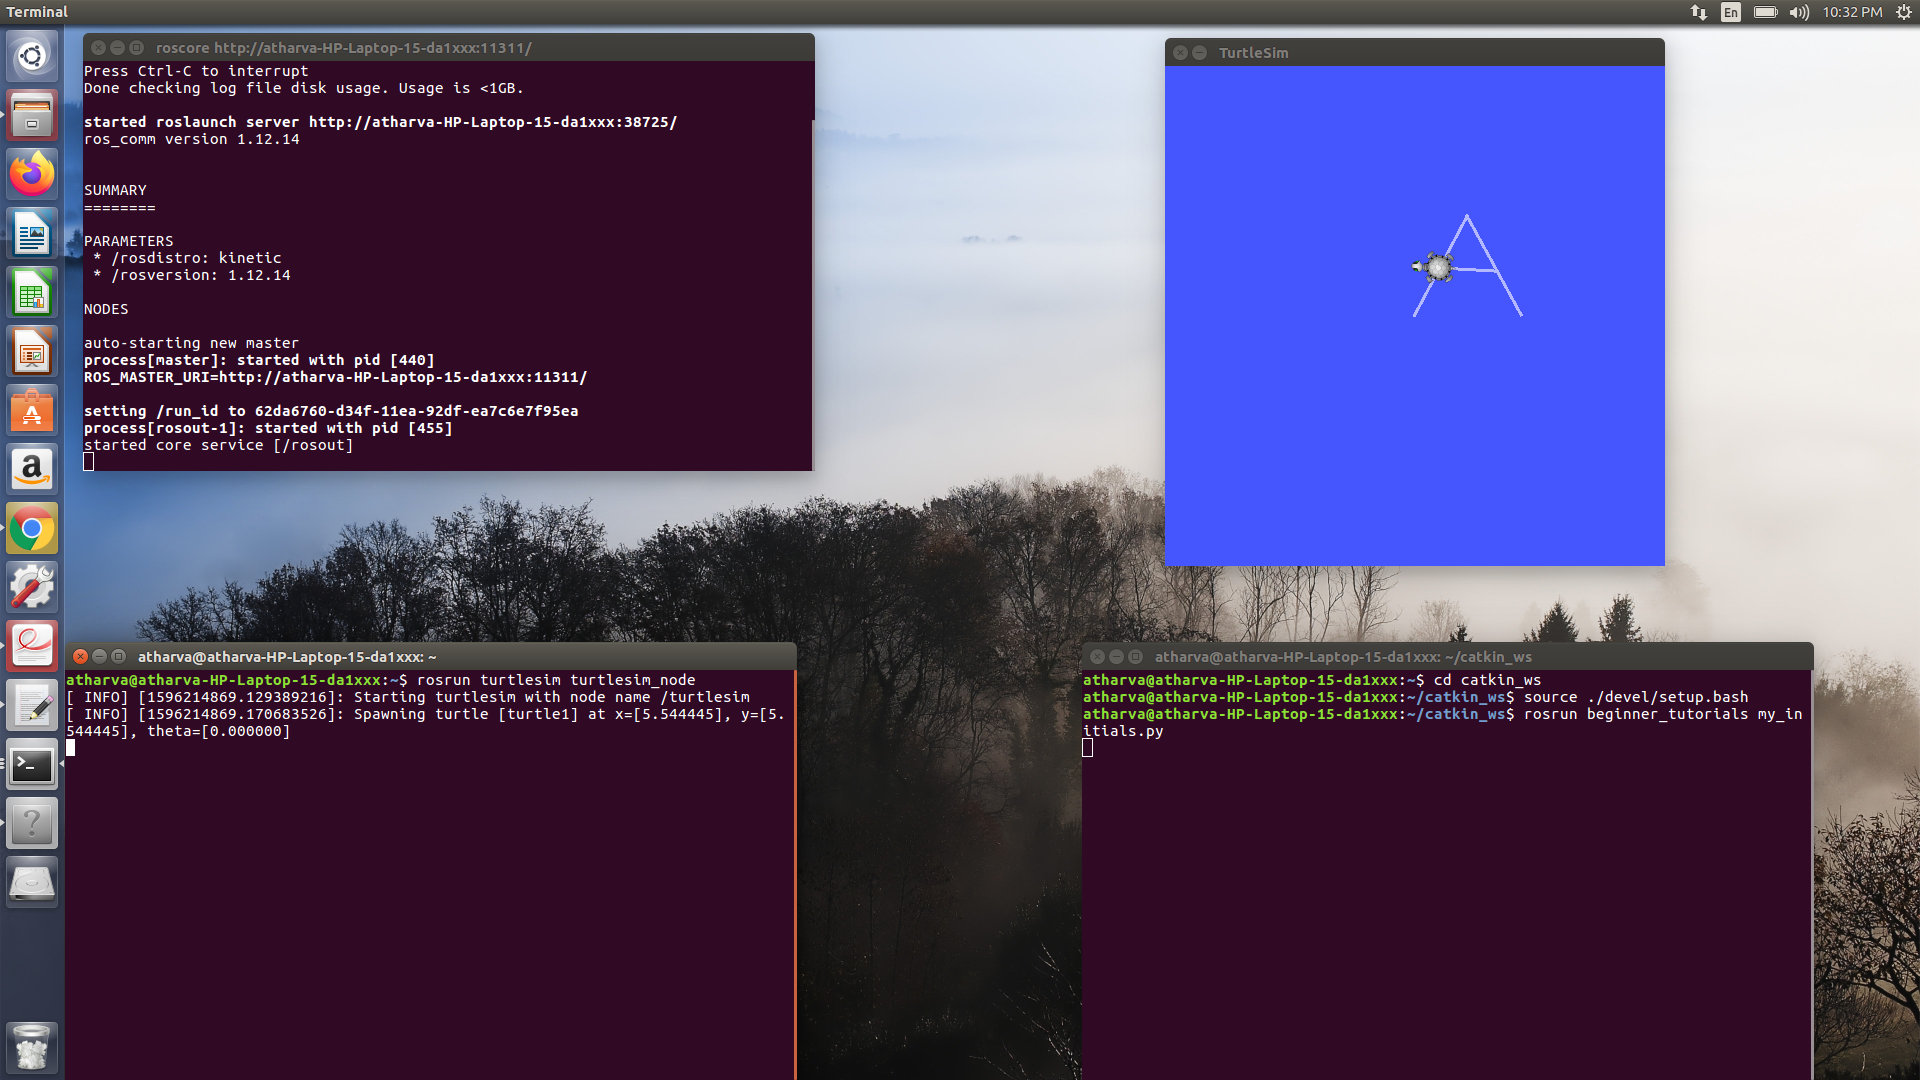 Terminal
En
10:32 PM
roscore http://atharva-HP-Laptop-15-da1xxx:11311/
Press Ctrl-C to interrupt
Done checking log file disk usage. Usage is <1GB.
started roslaunch server http://atharva-HP-Laptop-15-da1xxx:38725/
ros_comm version 1.12.14
SUMMARY
========
PARAMETERS
 * /rosdistro: kinetic
 * /rosversion: 1.12.14
NODES
auto-starting new master
process[master]: started with pid [440]
ROS_MASTER_URI=http://atharva-HP-Laptop-15-da1xxx:11311/
setting /run_id to 62da6760-d34f-11ea-92df-ea7c6e7f95ea
process[rosout-1]: started with pid [455]
started core service [/rosout]
TurtleSim
A
atharva@atharva-HP-Laptop-15-da1xxx: ~
atharva@atharva-HP-Laptop-15-da1xxx:~$ rosrun turtlesim turtlesim_node
[ INFO] [1596214869.129389216]: Starting turtlesim with node name /turtlesim
[ INFO] [1596214869.170683526]: Spawning turtle [turtle1] at x=[5.544445], y=[5.
544445], theta=[0.000000]
atharva@atharva-HP-Laptop-15-da1xxx: ~/catkin_ws
atharva@atharva-HP-Laptop-15-da1xxx:~$ cd catkin_ws
atharva@atharva-HP-Laptop-15-da1xxx:~/catkin_ws$ source ./devel/setup.bash
atharva@atharva-HP-Laptop-15-da1xxx:~/catkin_ws$ rosrun beginner_tutorials my_in
itials.py